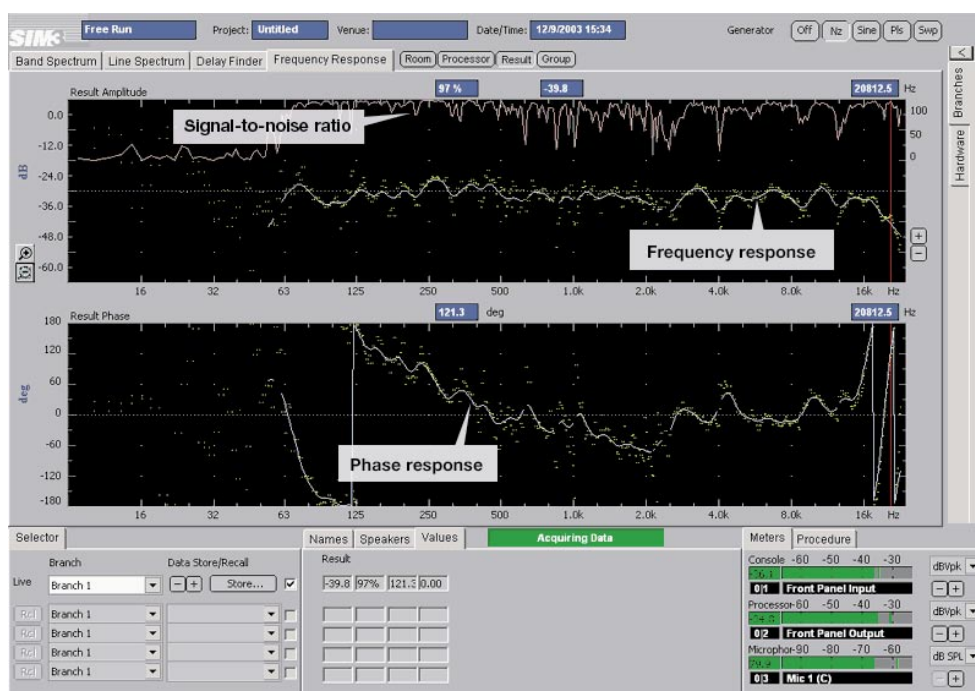 SIM3
Free Run
Project: Untitled
Venue:
Date/Time: 12/9/2003 15:34
Generator Off Nz Sine Pls Swp
Band Spectrum Line Spectrum Delay Finder Frequency Response Room Processor Result Group
<
Branches
Hardware
Result Amplitude
97 % -39.8 20812.5 Hz
Signal-to-noise ratio
Frequency response
dB
0.0
-12.0
-24.0
-36.0
-48.0
-60.0
100
50
0
+
−
16 32 63 125 250 500 1.0k 2.0k 4.0k 8.0k 16k Hz
Result Phase
121.3 deg 20812.5 Hz
deg
180
120
60
0
-60
-120
-180
Phase response
16 32 63 125 250 500 1.0k 2.0k 4.0k 8.0k 16k Hz
Selector
Names Speakers Values
Acquiring Data
Meters Procedure
Branch Data Store/Recall
Live Branch 1 − + Store...
Rcl Branch 1
Rcl Branch 1
Rcl Branch 1
Rcl Branch 1
Result
-39.8 97% 121.3 0.00
Console -60 -50 -40 -30
dBVpk
0|1 Front Panel Input − +
Processor -60 -50 -40 -30
dBVpk
0|2 Front Panel Output − +
Microphor -90 -80 -70 -60
dB SPL
0|3 Mic 1 (C) − +